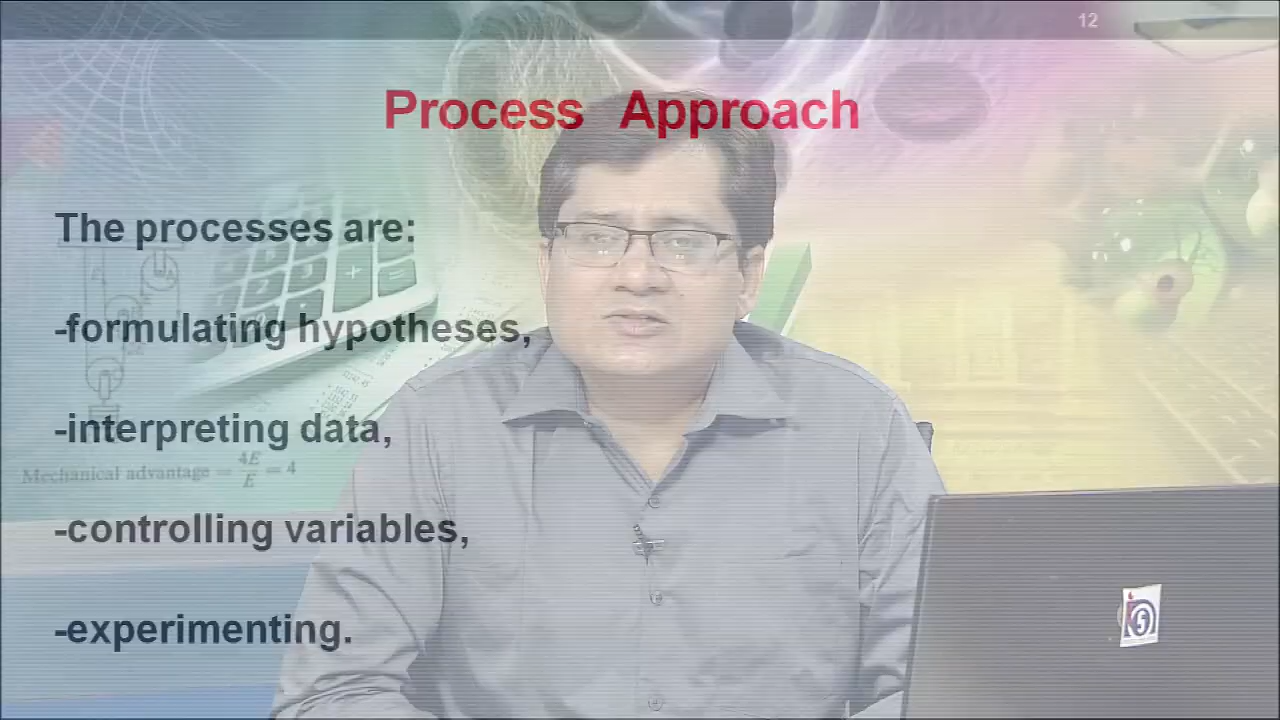 12
Process Approach
The processes are:
-formulating hypotheses,
-interpreting data,
Mechanical advantage = 4E/E = 4
-controlling variables,
-experimenting.